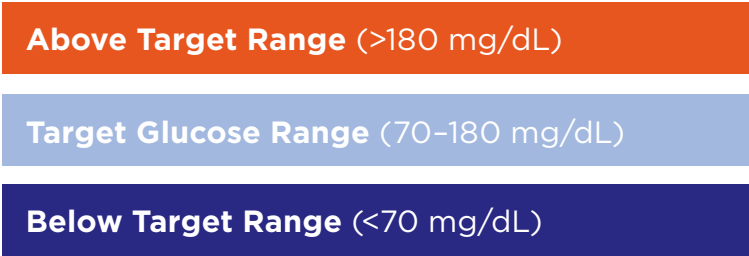 Above Target Range (>180 mg/dL)
Target Glucose Range (70–180 mg/dL)
Below Target Range (<70 mg/dL)